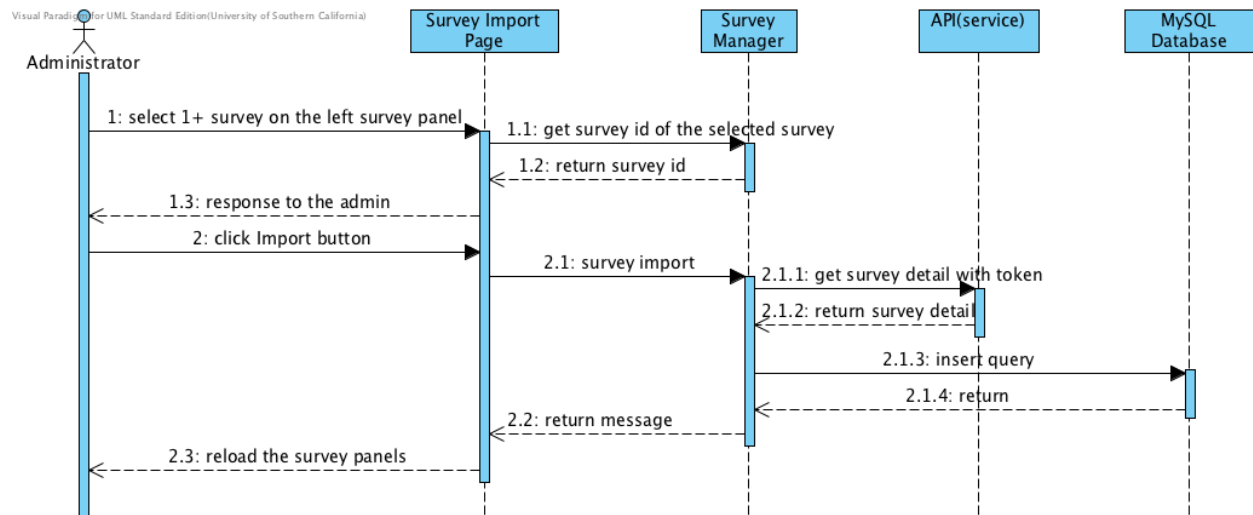 Visual Paradigm for UML Standard Edition(University of Southern California)
Administrator
Survey Import
Page
Survey
Manager
API(service)
MySQL
Database
1: select 1+ survey on the left survey panel
1.1: get survey id of the selected survey
1.2: return survey id
1.3: response to the admin
2: click Import button
2.1: survey import
2.1.1: get survey detail with token
2.1.2: return survey detail
2.1.3: insert query
2.1.4: return
2.2: return message
2.3: reload the survey panels